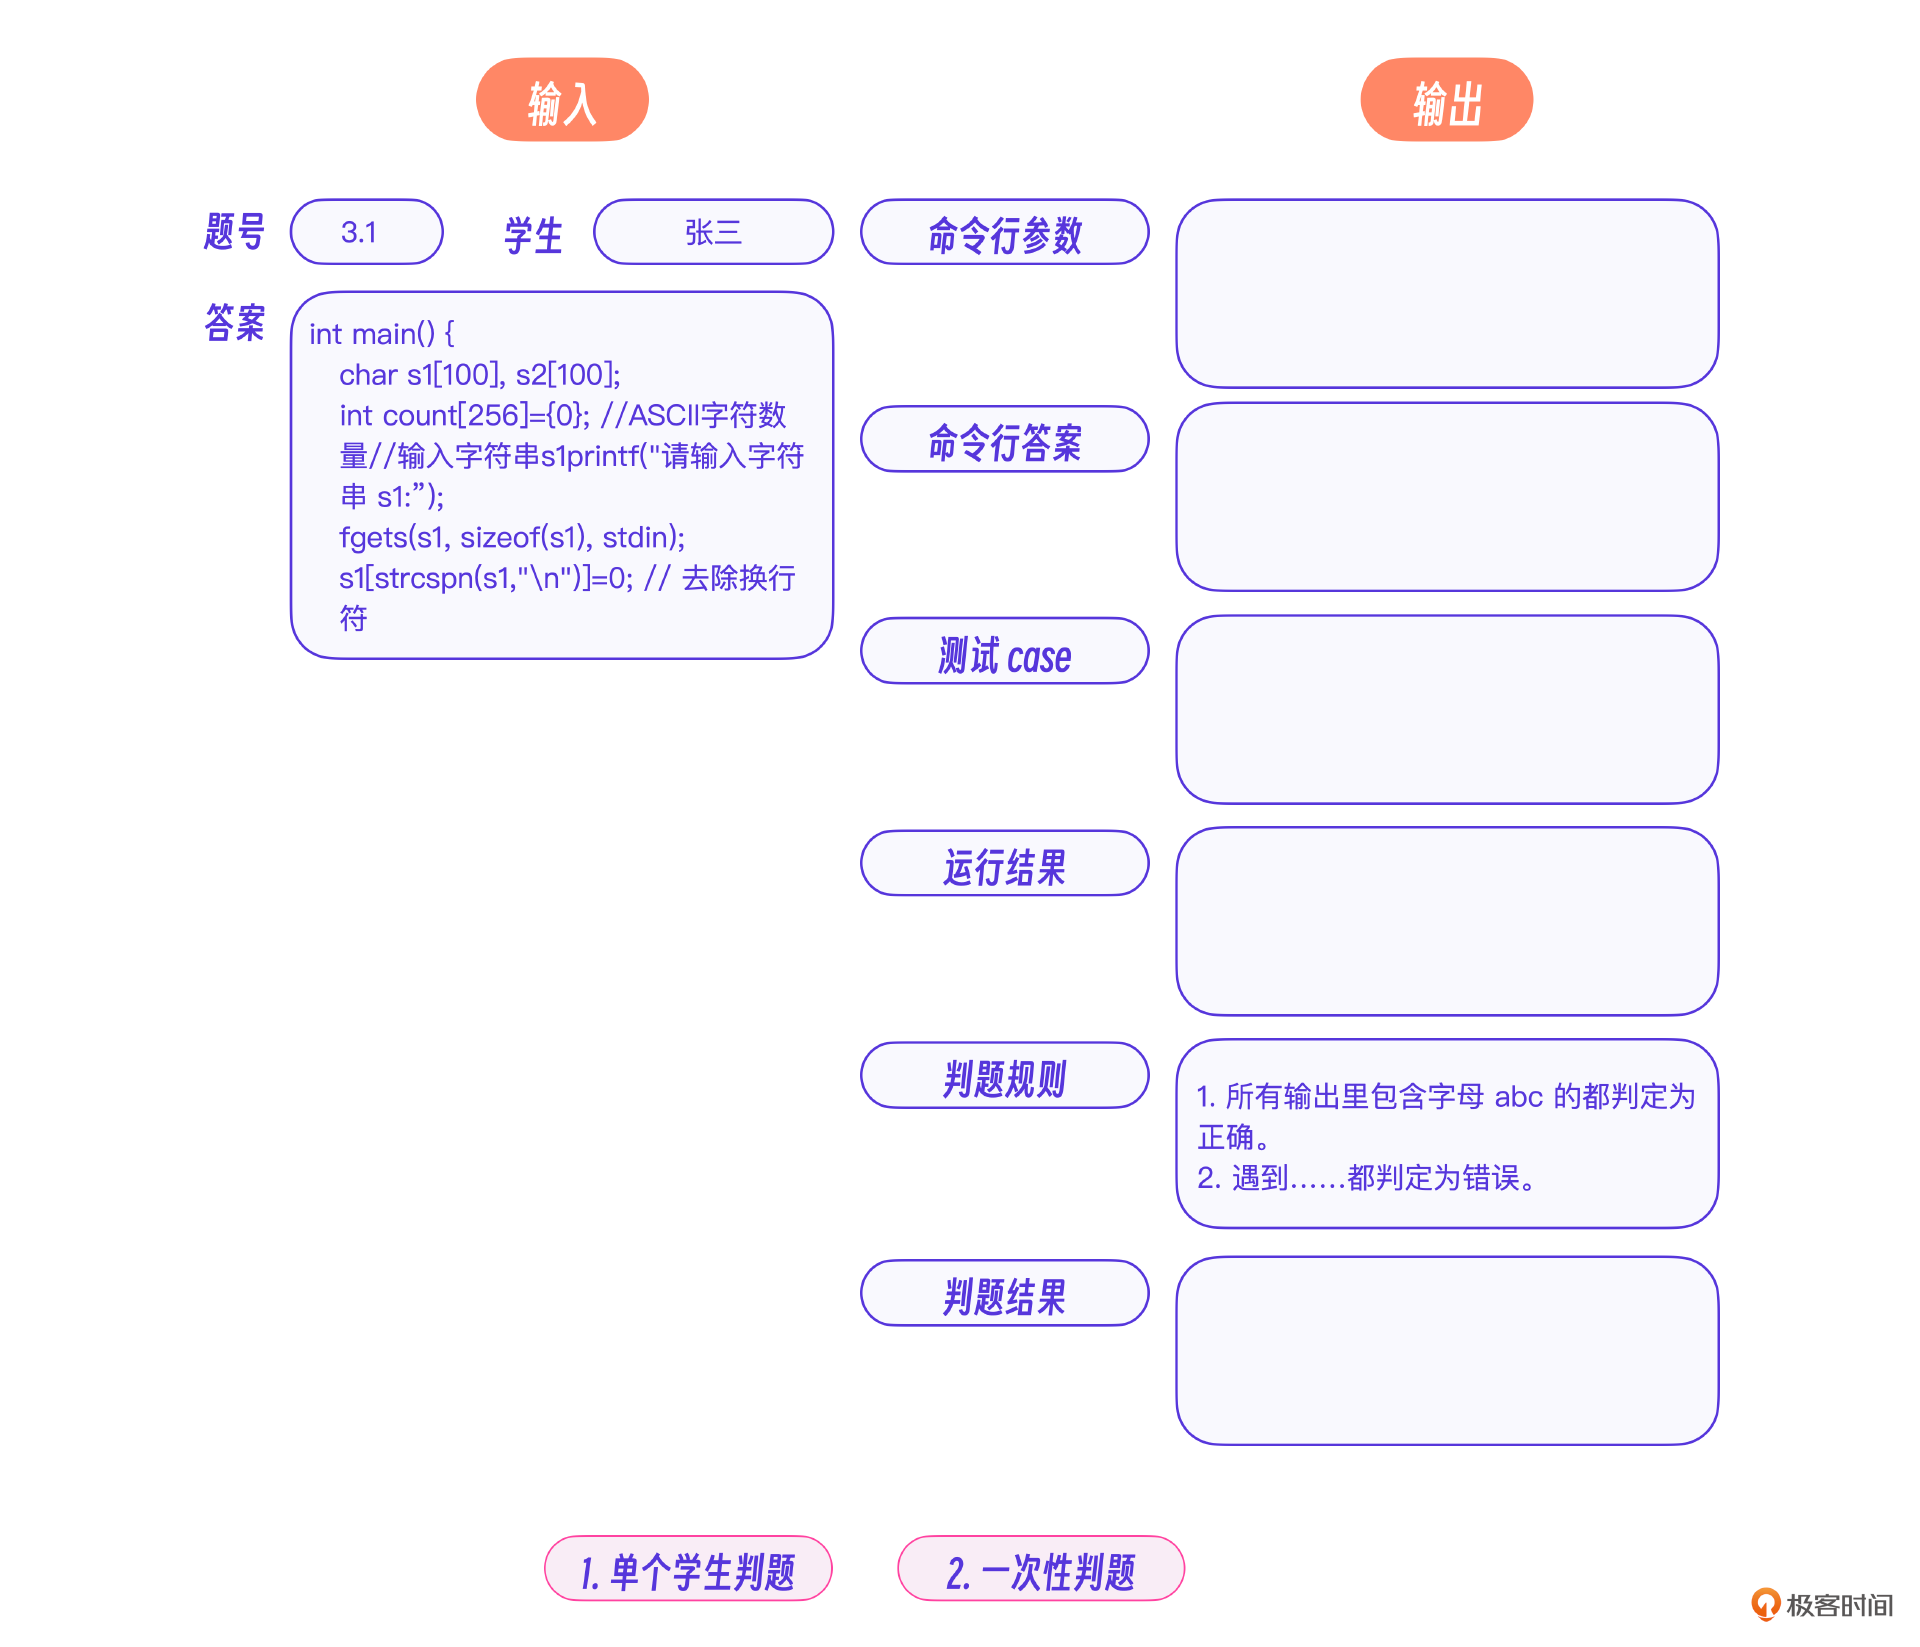 输入
输出
题号
3.1
学生
张三
答案
int main() {
char s1[100], s2[100];
int count[256]={0}; //ASCII字符数
量//输入字符串s1printf("请输入字符
串 s1:”);
fgets(s1, sizeof(s1), stdin);
s1[strcspn(s1,"\n")]=0; // 去除换行
符
命令行参数
命令行答案
测试 case
运行结果
判题规则
1. 所有输出里包含字母 abc 的都判定为
正确。
2. 遇到......都判定为错误。
判题结果
1. 单个学生判题
2. 一次性判题
极客时间